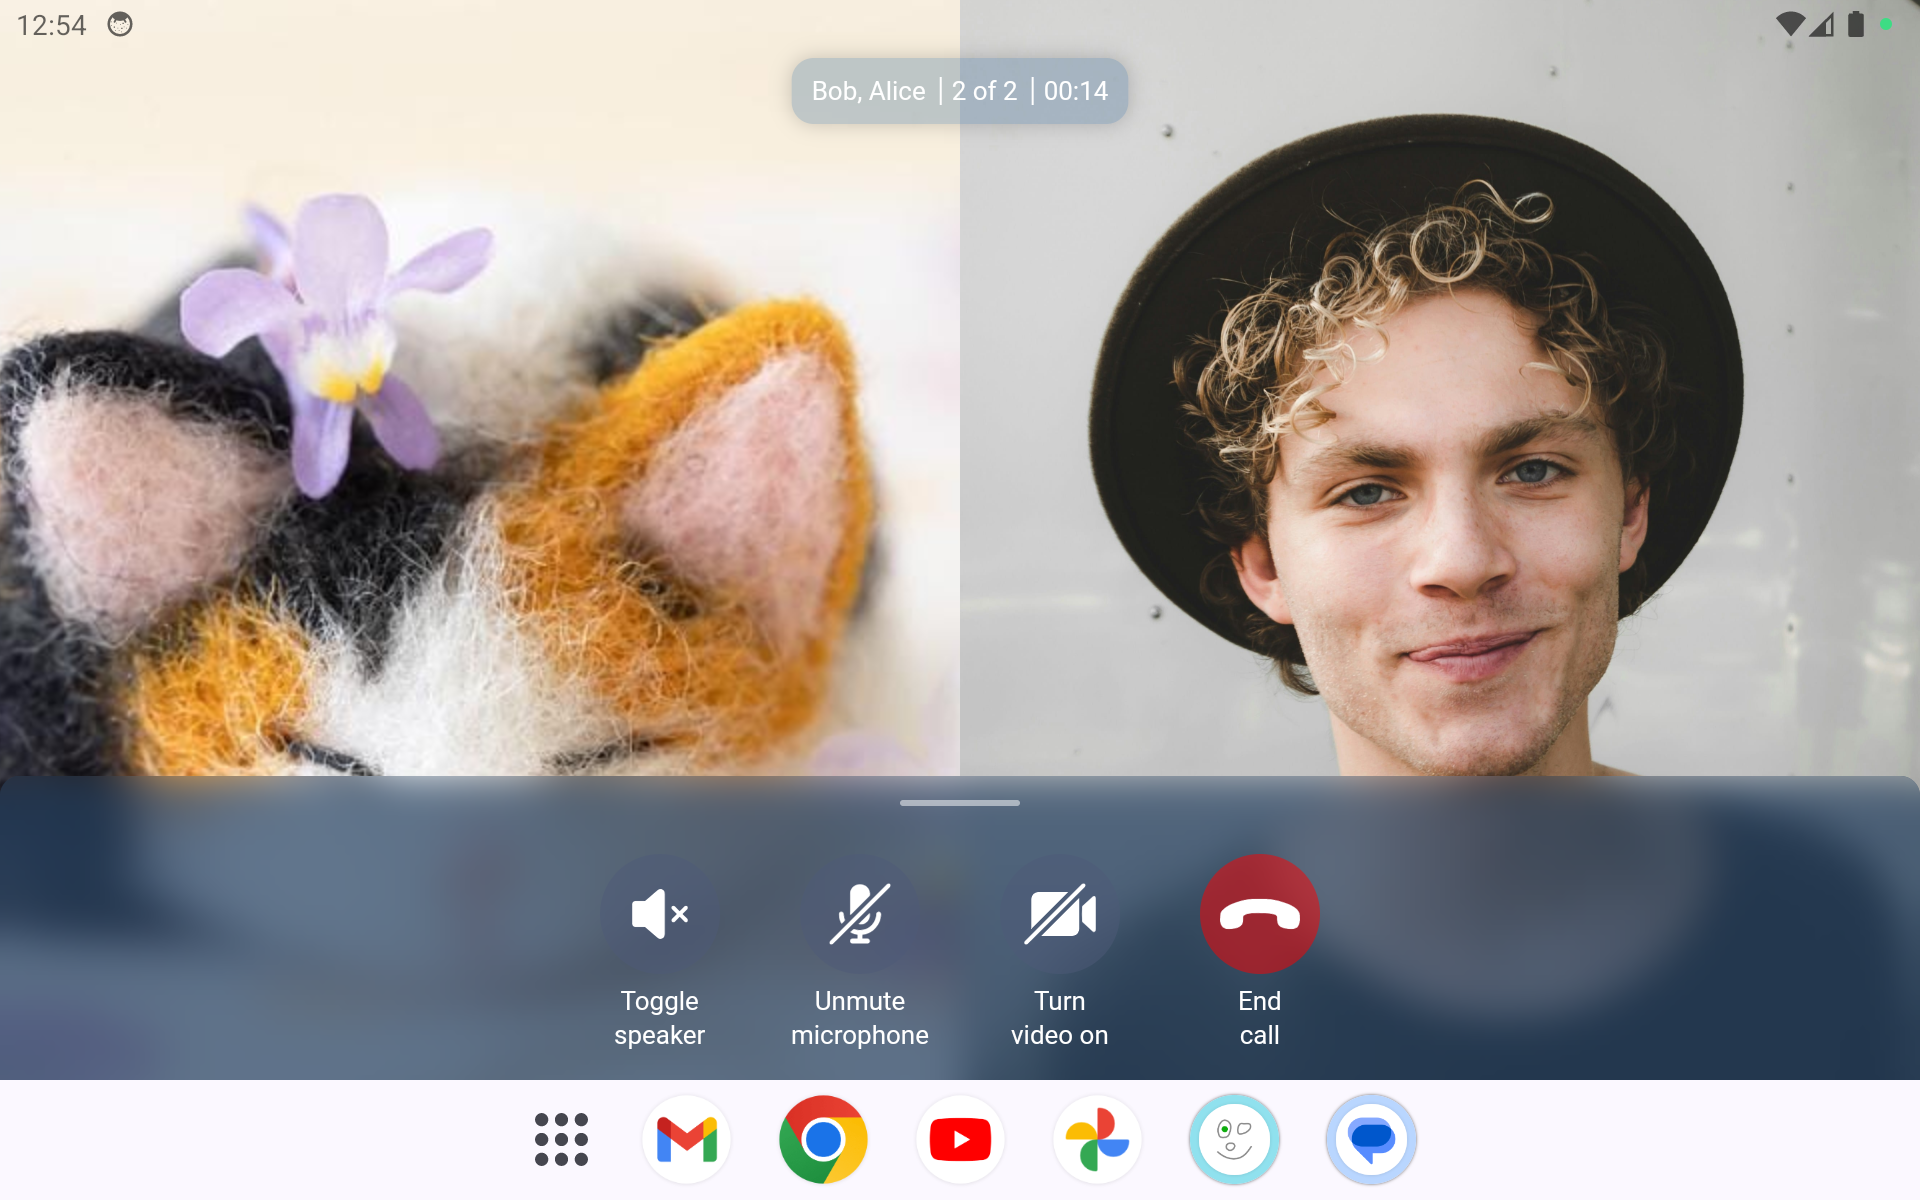 12:54
Bob, Alice | 2 of 2 | 00:14
Toggle
speaker
Unmute
microphone
Turn
video on
End
call